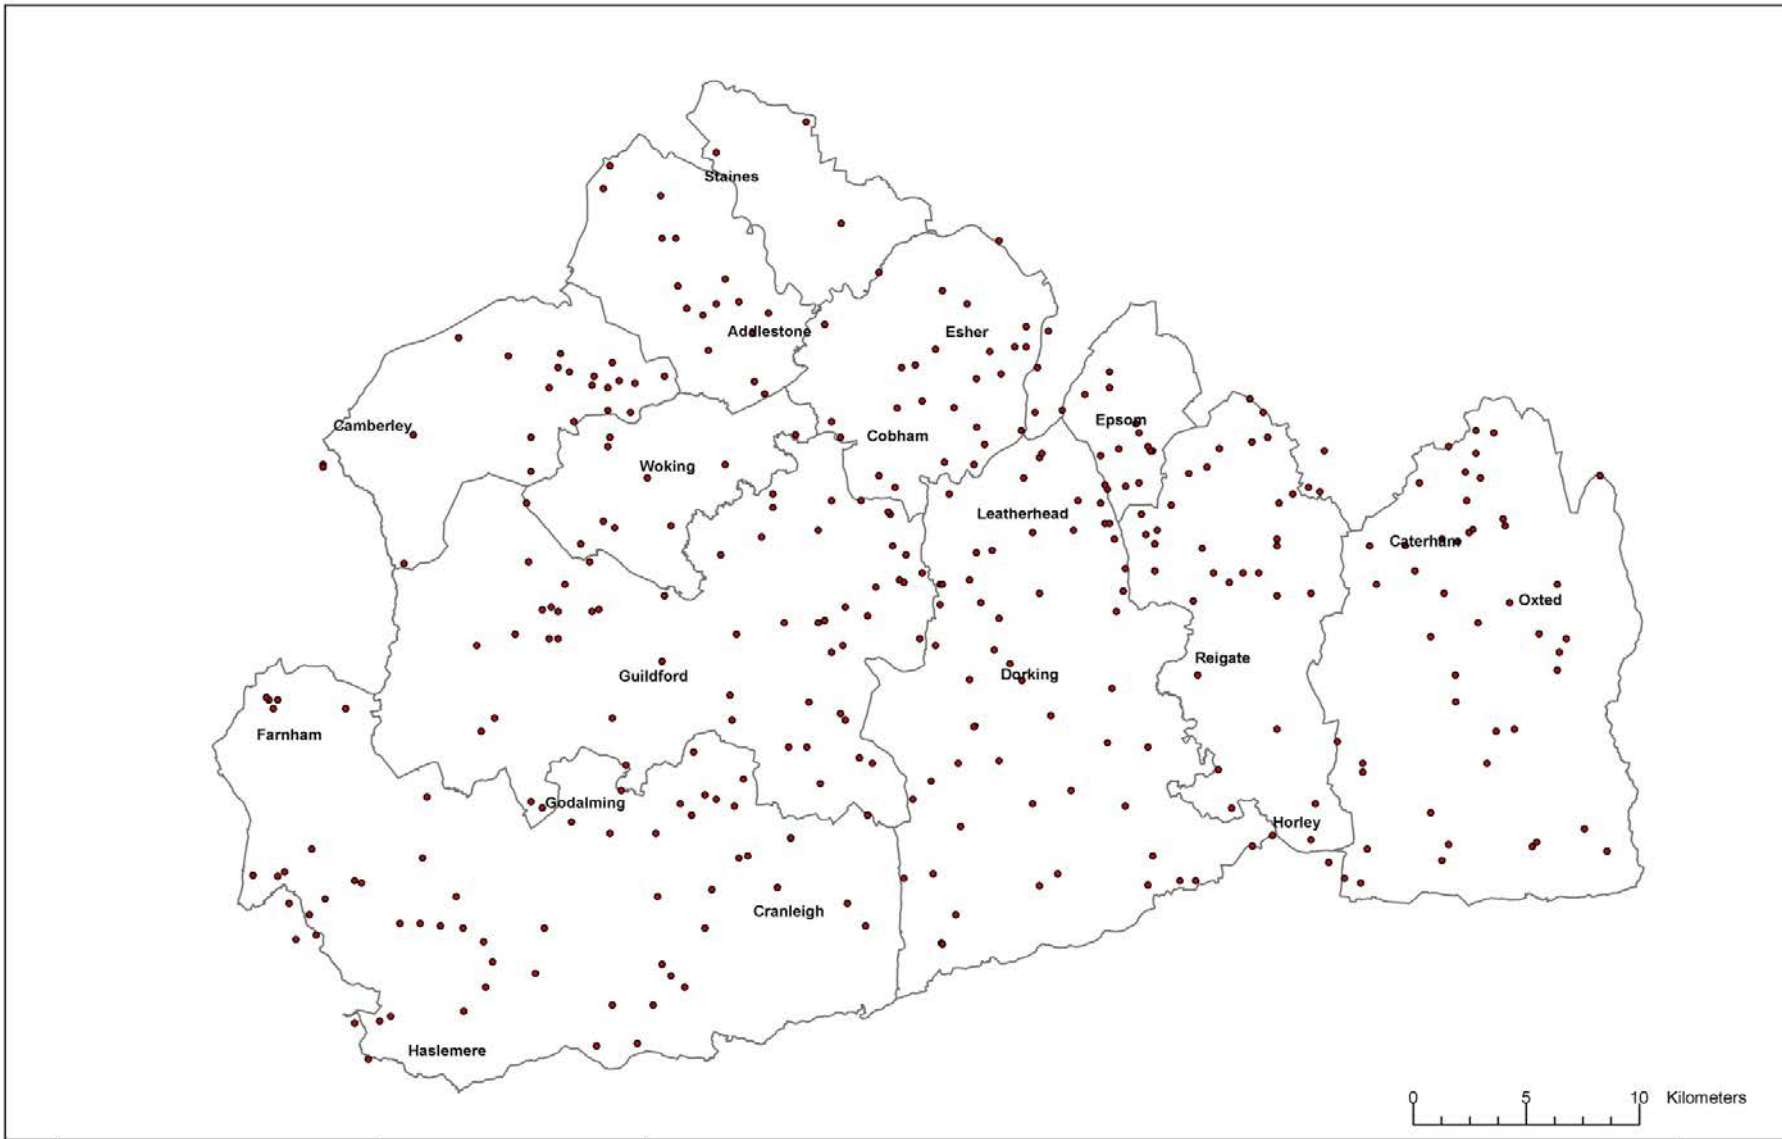 Staines
Addlestone
Esher
Camberley
Epsom
Cobham
Woking
Leatherhead
Caterham
Oxted
Reigate
Guildford
Dorking
Farnham
Godalming
Horley
Cranleigh
Haslemere
0 5 10 Kilometers